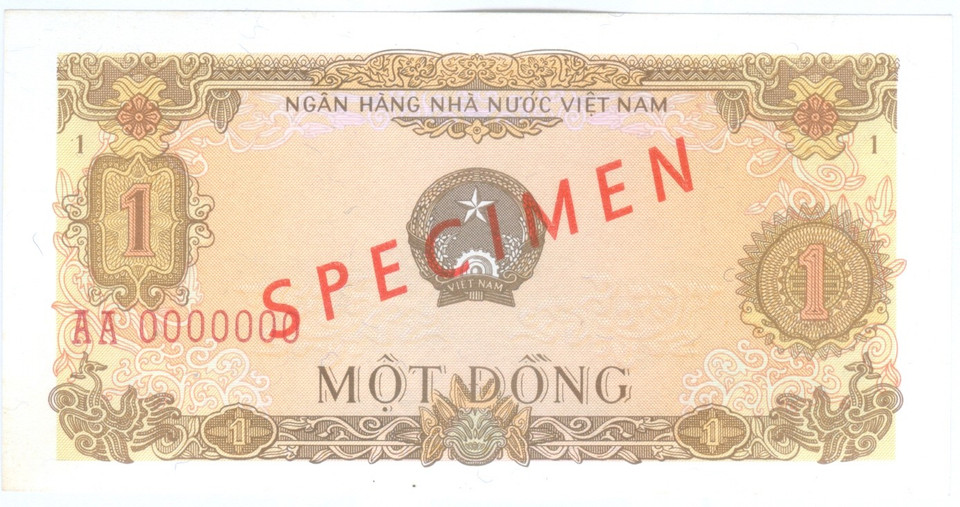 NGÂN HÀNG NHÀ NƯỚC VIỆT NAM
1 1
1 1
SPECIMEN
VIỆT NAM
AA 0000000
MỘT ĐỒNG
1 1